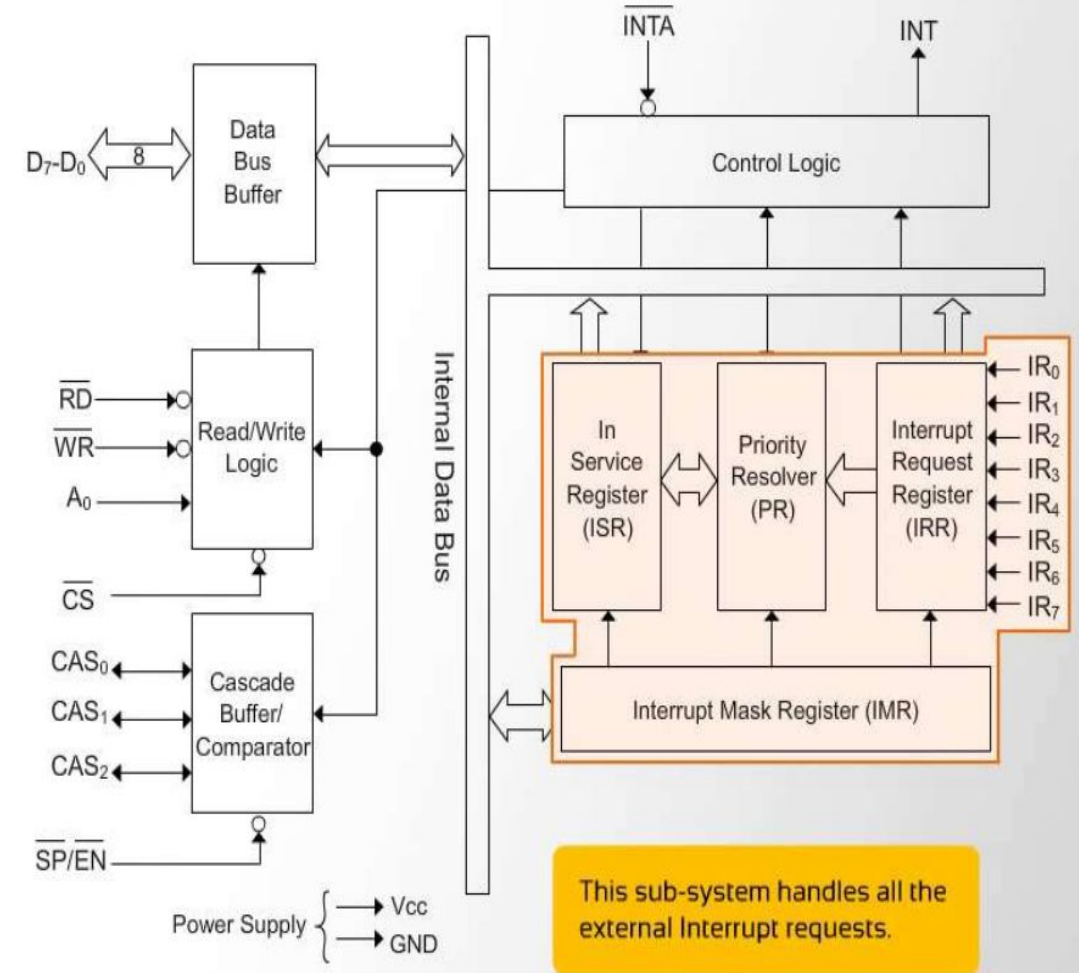 INTA
INT
D7-D0
8
Data
Bus
Buffer
Control Logic
Internal Data Bus
RD
WR
A0
Read/Write
Logic
CS
In
Service
Register
(ISR)
Priority
Resolver
(PR)
Interrupt
Request
Register
(IRR)
IR0
IR1
IR2
IR3
IR4
IR5
IR6
IR7
CAS0
CAS1
CAS2
Cascade
Buffer/
Comparator
Interrupt Mask Register (IMR)
SP/EN
Power Supply
Vcc
GND
This sub-system handles all the
external Interrupt requests.